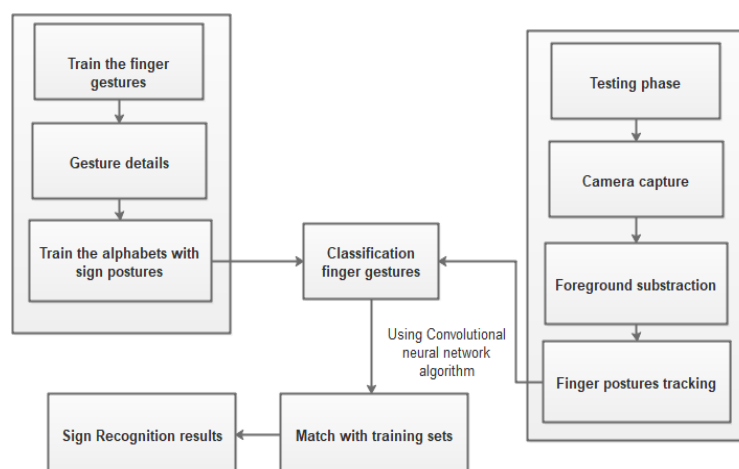 Train the finger
gestures
Gesture details
Train the alphabets with
sign postures
Classification
finger gestures
Using Convolutional
neural network
algorithm
Match with training sets
Sign Recognition results
Testing phase
Camera capture
Foreground substraction
Finger postures tracking